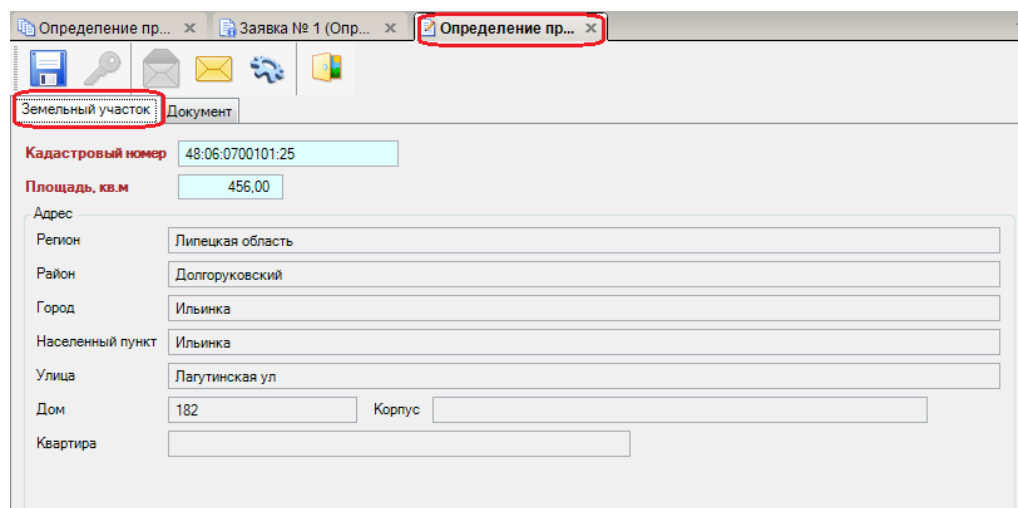 Определение пр... Заявка № 1 (Опр... Определение пр...
Земельный участок Документ
Кадастровый номер 48:06:0700101:25
Площадь, кв.м 456,00
Адрес
Регион Липецкая область
Район Долгоруковский
Город Ильинка
Населенный пункт Ильинка
Улица Лагутинская ул
Дом 182 Корпус
Квартира